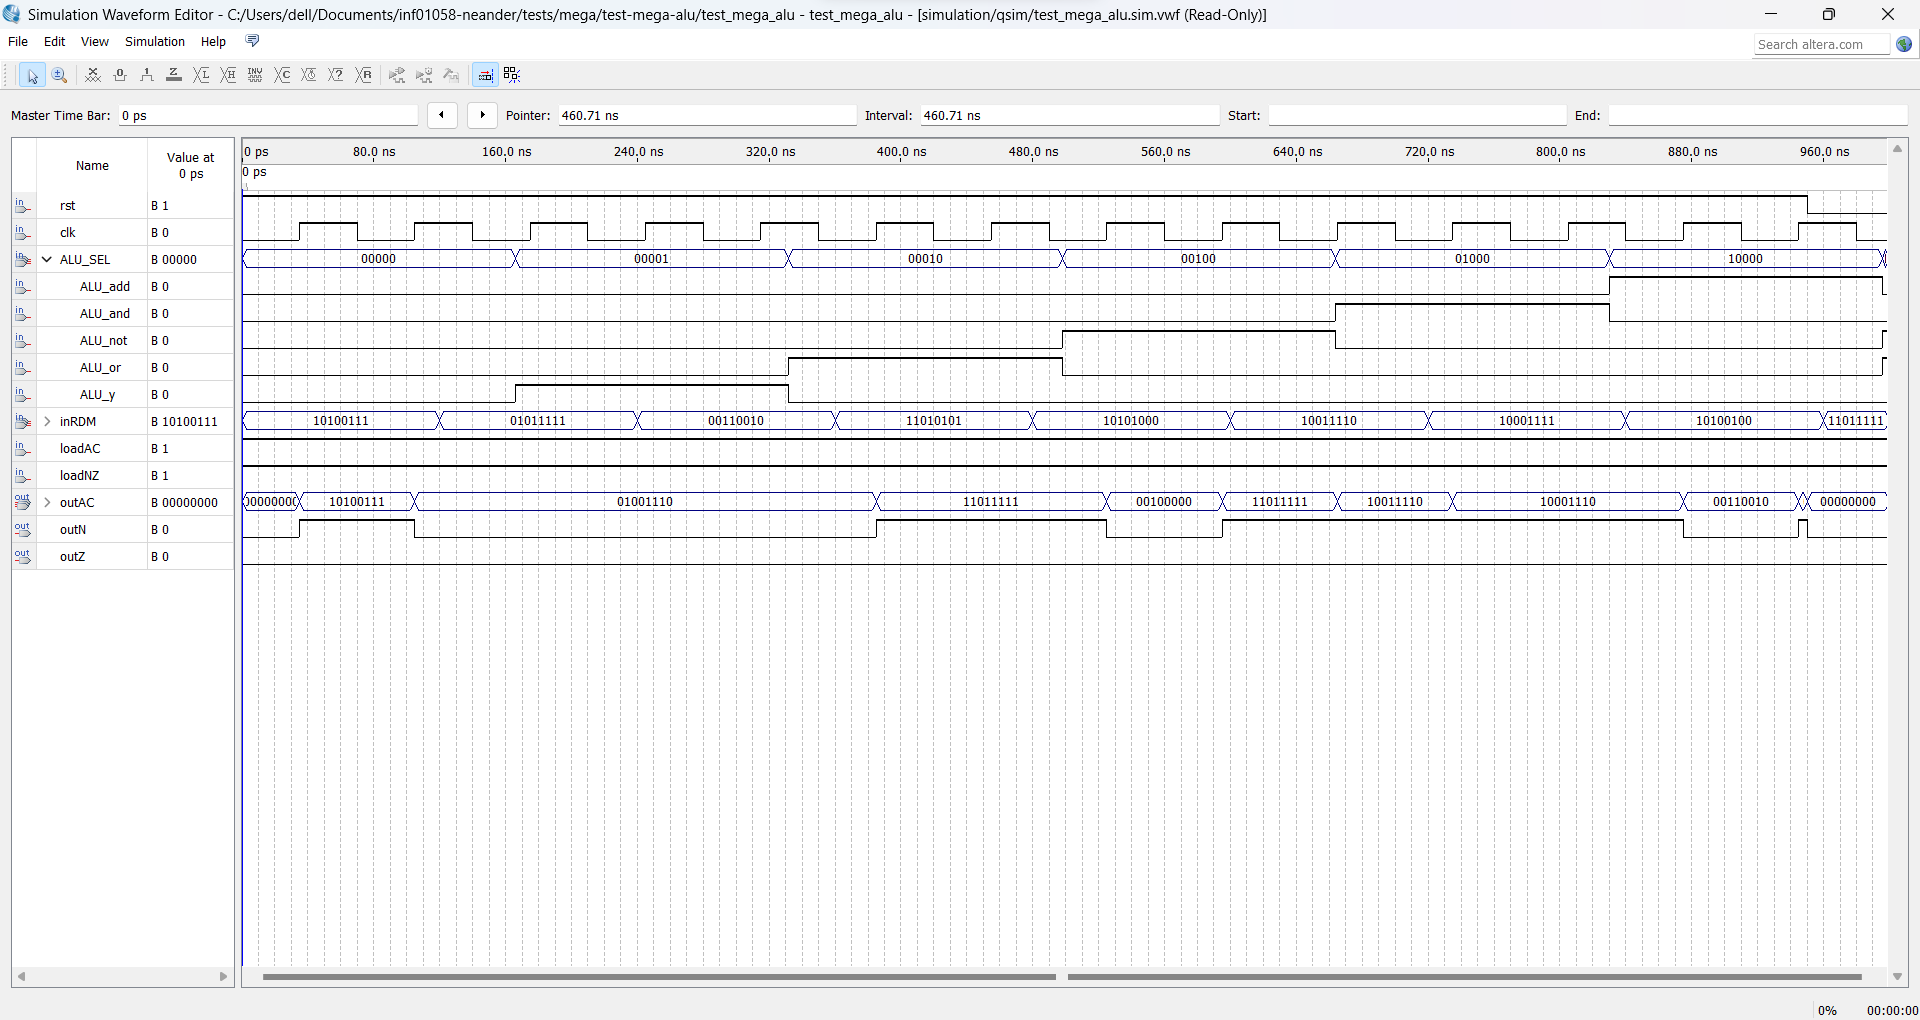 Simulation Waveform Editor - C:/Users/dell/Documents/inf01058-neander/tests/mega/test-mega-alu/test_mega_alu - test_mega_alu - [simulation/qsim/test_mega_alu.sim.vwf (Read-Only)]
File Edit View Simulation Help
Search altera.com
Master Time Bar: 0 ps Pointer: 460.71 ns Interval: 460.71 ns Start: End:
Name Value at 0 ps
0 ps 80.0 ns 160.0 ns 240.0 ns 320.0 ns 400.0 ns 480.0 ns 560.0 ns 640.0 ns 720.0 ns 800.0 ns 880.0 ns 960.0 ns
0 ps
rst B 1
clk B 0
ALU_SEL B 00000 00000 00001 00010 00100 01000 10000
ALU_add B 0
ALU_and B 0
ALU_not B 0
ALU_or B 0
ALU_y B 0
inRDM B 10100111 10100111 01011111 00110010 11010101 10101000 10011110 10001111 10100100 11011111
loadAC B 1
loadNZ B 1
outAC B 00000000 00000000 10100111 01001110 11011111 00100000 11011111 10011110 10001110 00110010 00000000
outN B 0
outZ B 0
0% 00:00:00